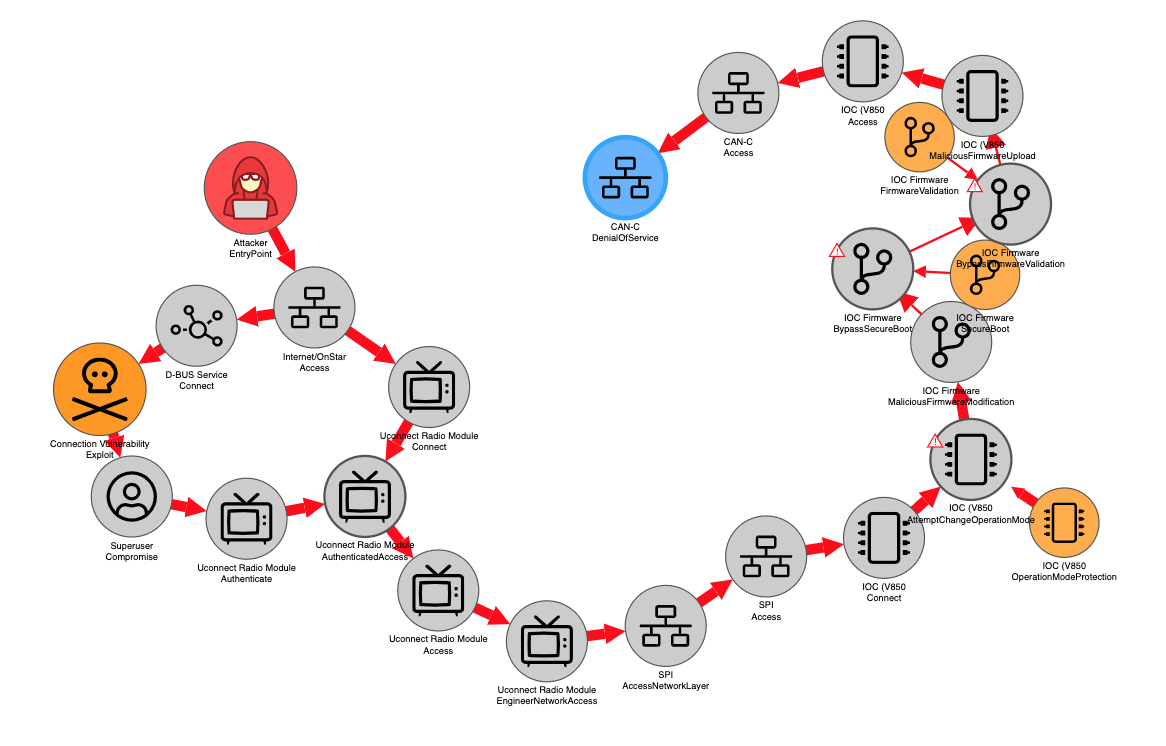 Attacker
EntryPoint
Internet/OnStar
Access
D-BUS Service
Connect
Connection Vulnerability
Exploit
Superuser
Compromise
Uconnect Radio Module
Authenticate
Uconnect Radio Module
Connect
Uconnect Radio Module
AuthenticatedAccess
Uconnect Radio Module
Access
Uconnect Radio Module
EngineerNetworkAccess
SPI
AccessNetworkLayer
SPI
Access
IOC (V850
Connect
IOC (V850
AttemptChangeOperationMode
IOC (V850
OperationModeProtection
IOC Firmware
MaliciousFirmwareModification
IOC Firmware
SecureBoot
IOC Firmware
BypassSecureBoot
IOC Firmware
BypassFirmwareValidation
IOC Firmware
FirmwareValidation
IOC (V850
MaliciousFirmwareUpload
IOC (V850
Access
CAN-C
Access
CAN-C
DenialOfService